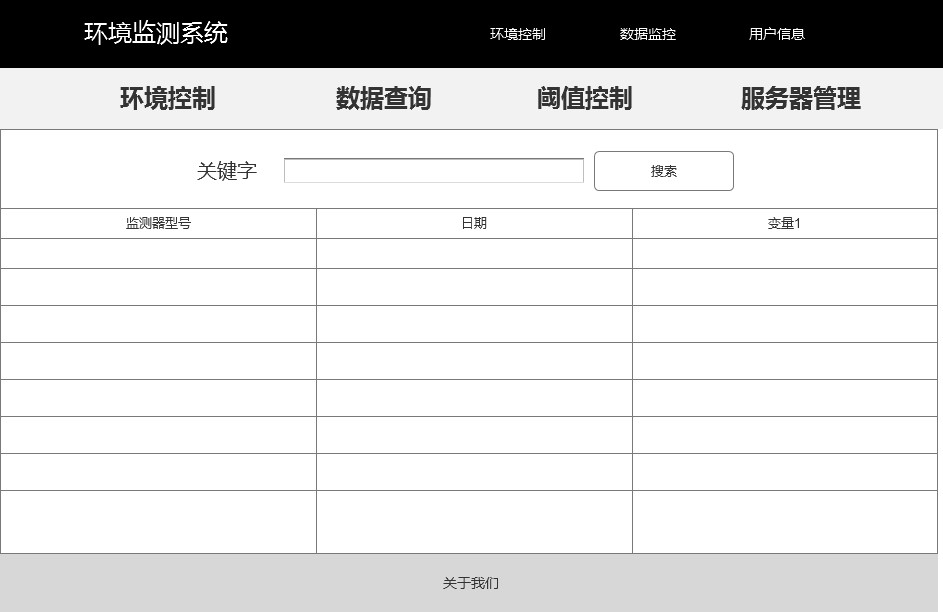 环境监测系统 环境控制 数据监控 用户信息
环境控制 数据查询 阈值控制 服务器管理
关键字 搜索
监测器型号 日期 变量1
关于我们